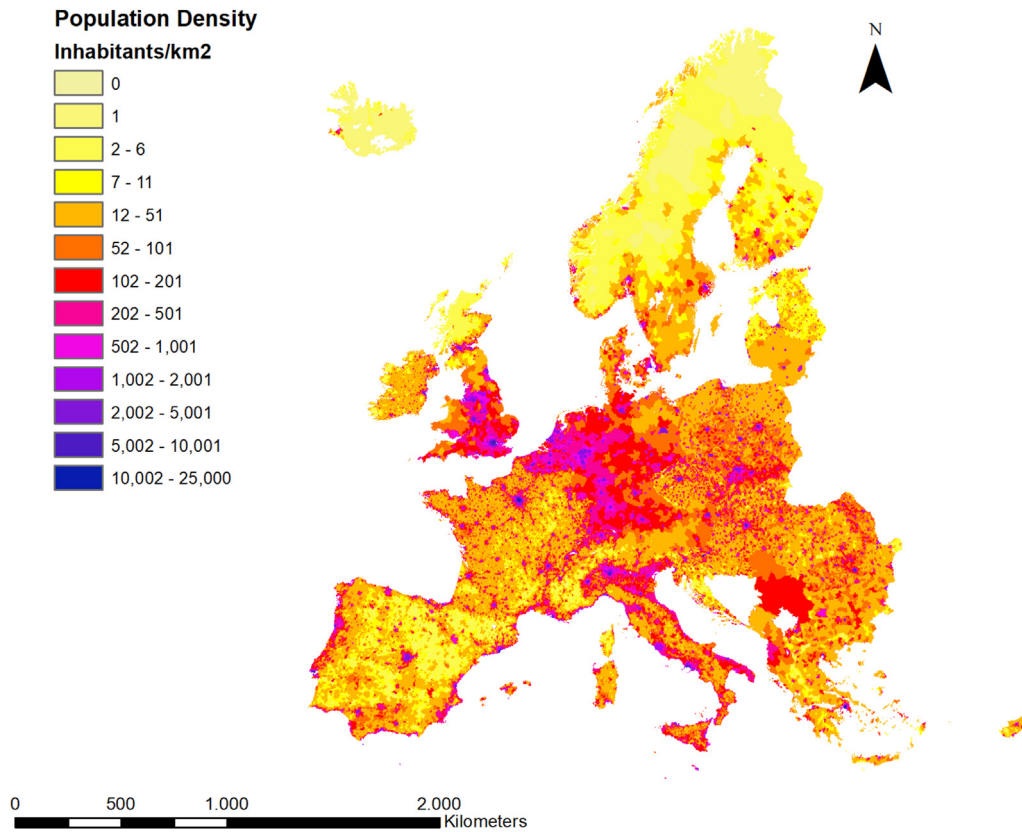 Population Density
Inhabitants/km2
0
1
2 - 6
7 - 11
12 - 51
52 - 101
102 - 201
202 - 501
502 - 1,001
1,002 - 2,001
2,002 - 5,001
5,002 - 10,001
10,002 - 25,000
N
0 500 1.000 2.000
Kilometers